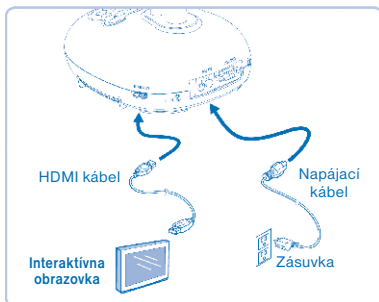 HDMI kábel
Napájací
kábel
Interaktívna
obrazovka
Zásuvka